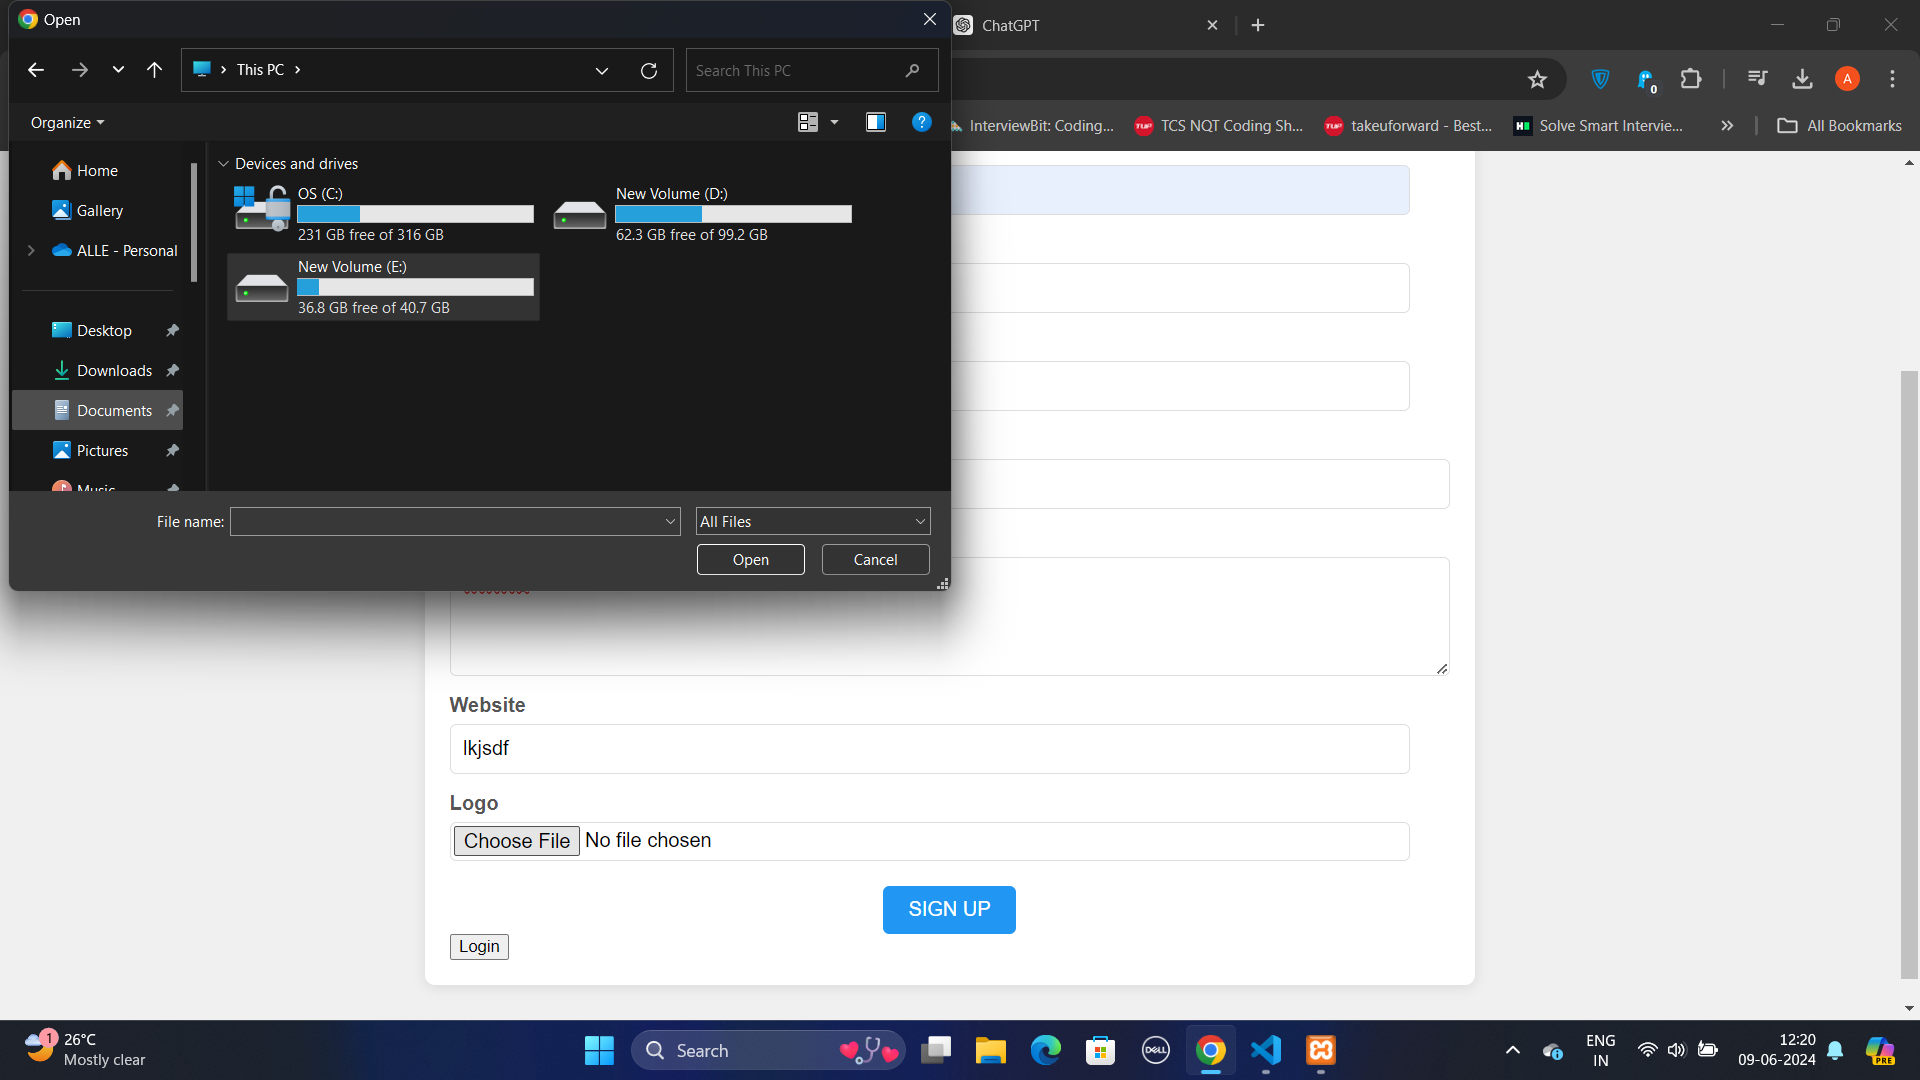 Open
ChatGPT
This PC
Search This PC
Organize
InterviewBit: Coding...
TCS NQT Coding Sh...
takeuforward - Best...
Solve Smart Intervie...
All Bookmarks
Home
Gallery
ALLE - Personal
Desktop
Downloads
Documents
Pictures
Music
Devices and drives
OS (C:)
231 GB free of 316 GB
New Volume (D:)
62.3 GB free of 99.2 GB
New Volume (E:)
36.8 GB free of 40.7 GB
File name:
All Files
Open
Cancel
Website
lkjsdf
Logo
Choose File No file chosen
SIGN UP
Login
1
26°C
Mostly clear
Search
DELL
ENG
IN
12:20
09-06-2024
PRE
A
0